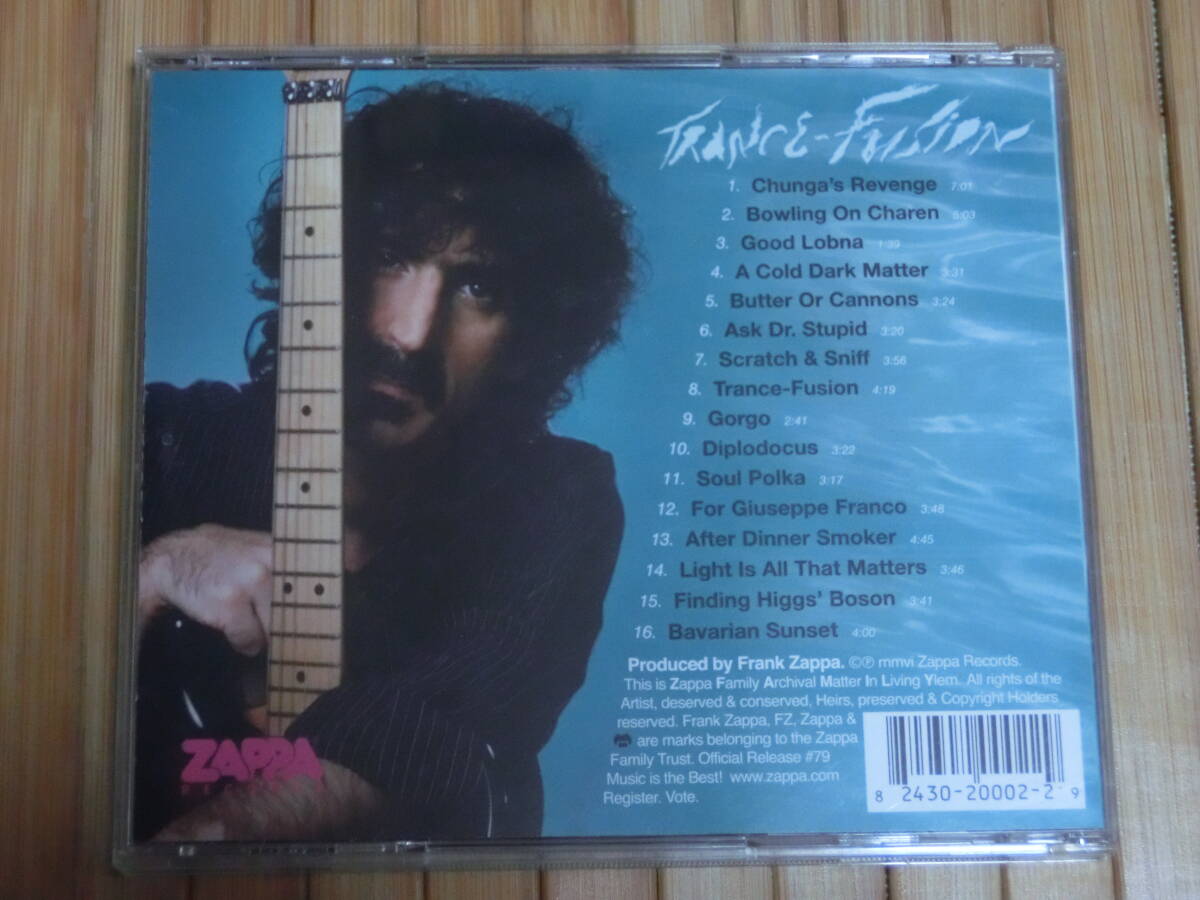 TRANCE-FUSION
1. Chunga's Revenge 7:01
2. Bowling On Charen 5:03
3. Good Lobna 1:39
4. A Cold Dark Matter 3:31
5. Butter Or Cannons 3:24
6. Ask Dr. Stupid 3:20
7. Scratch & Sniff 3:56
8. Trance-Fusion 4:19
9. Gorgo 2:41
10. Diplodocus 3:22
11. Soul Polka 3:17
12. For Giuseppe Franco 3:48
13. After Dinner Smoker 4:45
14. Light Is All That Matters 3:46
15. Finding Higgs' Boson 3:41
16. Bavarian Sunset 4:00
Produced by Frank Zappa. ©℗ mmvi Zappa Records.
This is Zappa Family Archival Matter In Living Ylem. All rights of the
Artist, deserved & conserved, Heirs, preserved & Copyright Holders
reserved. Frank Zappa, FZ, Zappa &
are marks belonging to the Zappa
Family Trust. Official Release #79
Music is the Best! www.zappa.com
Register. Vote.
ZAPPA
RECORDS
8 2430-20002-2 9